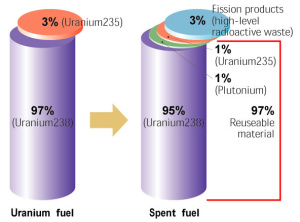 3% (Uranium235)
97%
(Uranium238)
Uranium fuel
3%
Fission products
(high-level
radioactive waste)
1%
(Uranium235)
1%
(Plutonium)
95%
(Uranium238)
97%
Reuseable
material
Spent fuel